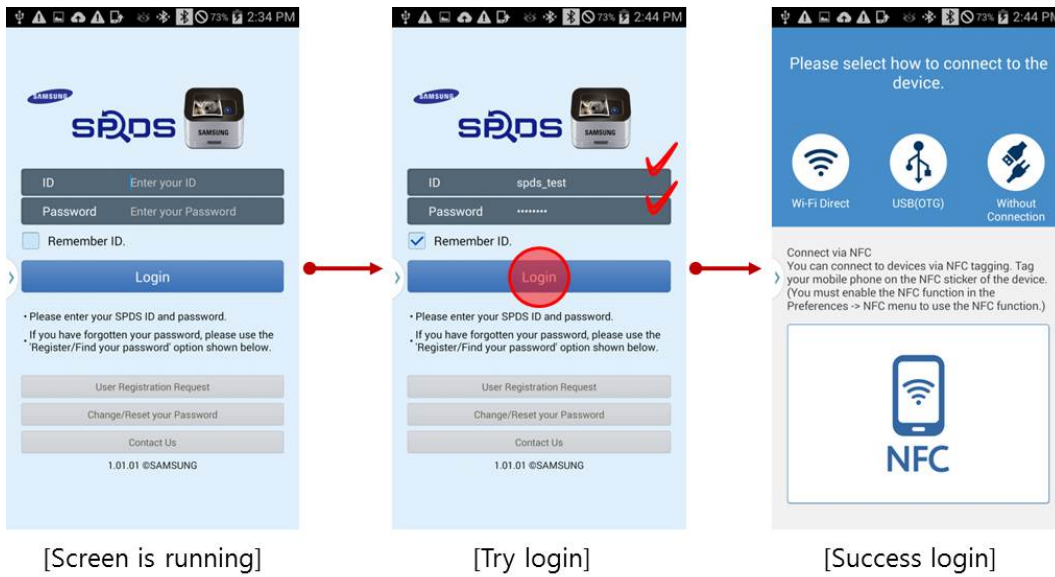 73% 2:34 PM
SAMSUNG
SPDS
SAMSUNG
ID Enter your ID
Password Enter your Password
Remember ID.
Login
• Please enter your SPDS ID and password.
• If you have forgotten your password, please use the
'Register/Find your password' option shown below.
User Registration Request
Change/Reset your Password
Contact Us
1.01.01 ©SAMSUNG
[Screen is running]
73% 2:44 PM
SAMSUNG
SPDS
SAMSUNG
ID spds_test
Password ········
Remember ID.
Login
• Please enter your SPDS ID and password.
• If you have forgotten your password, please use the
'Register/Find your password' option shown below.
User Registration Request
Change/Reset your Password
Contact Us
1.01.01 ©SAMSUNG
[Try login]
73% 2:44 PM
Please select how to connect to the
device.
Wi-Fi Direct USB(OTG) Without
Connection
Connect via NFC
You can connect to devices via NFC tagging. Tag
your mobile phone on the NFC sticker of the device.
(You must enable the NFC function in the
Preferences -> NFC menu to use the NFC function.)
NFC
[Success login]